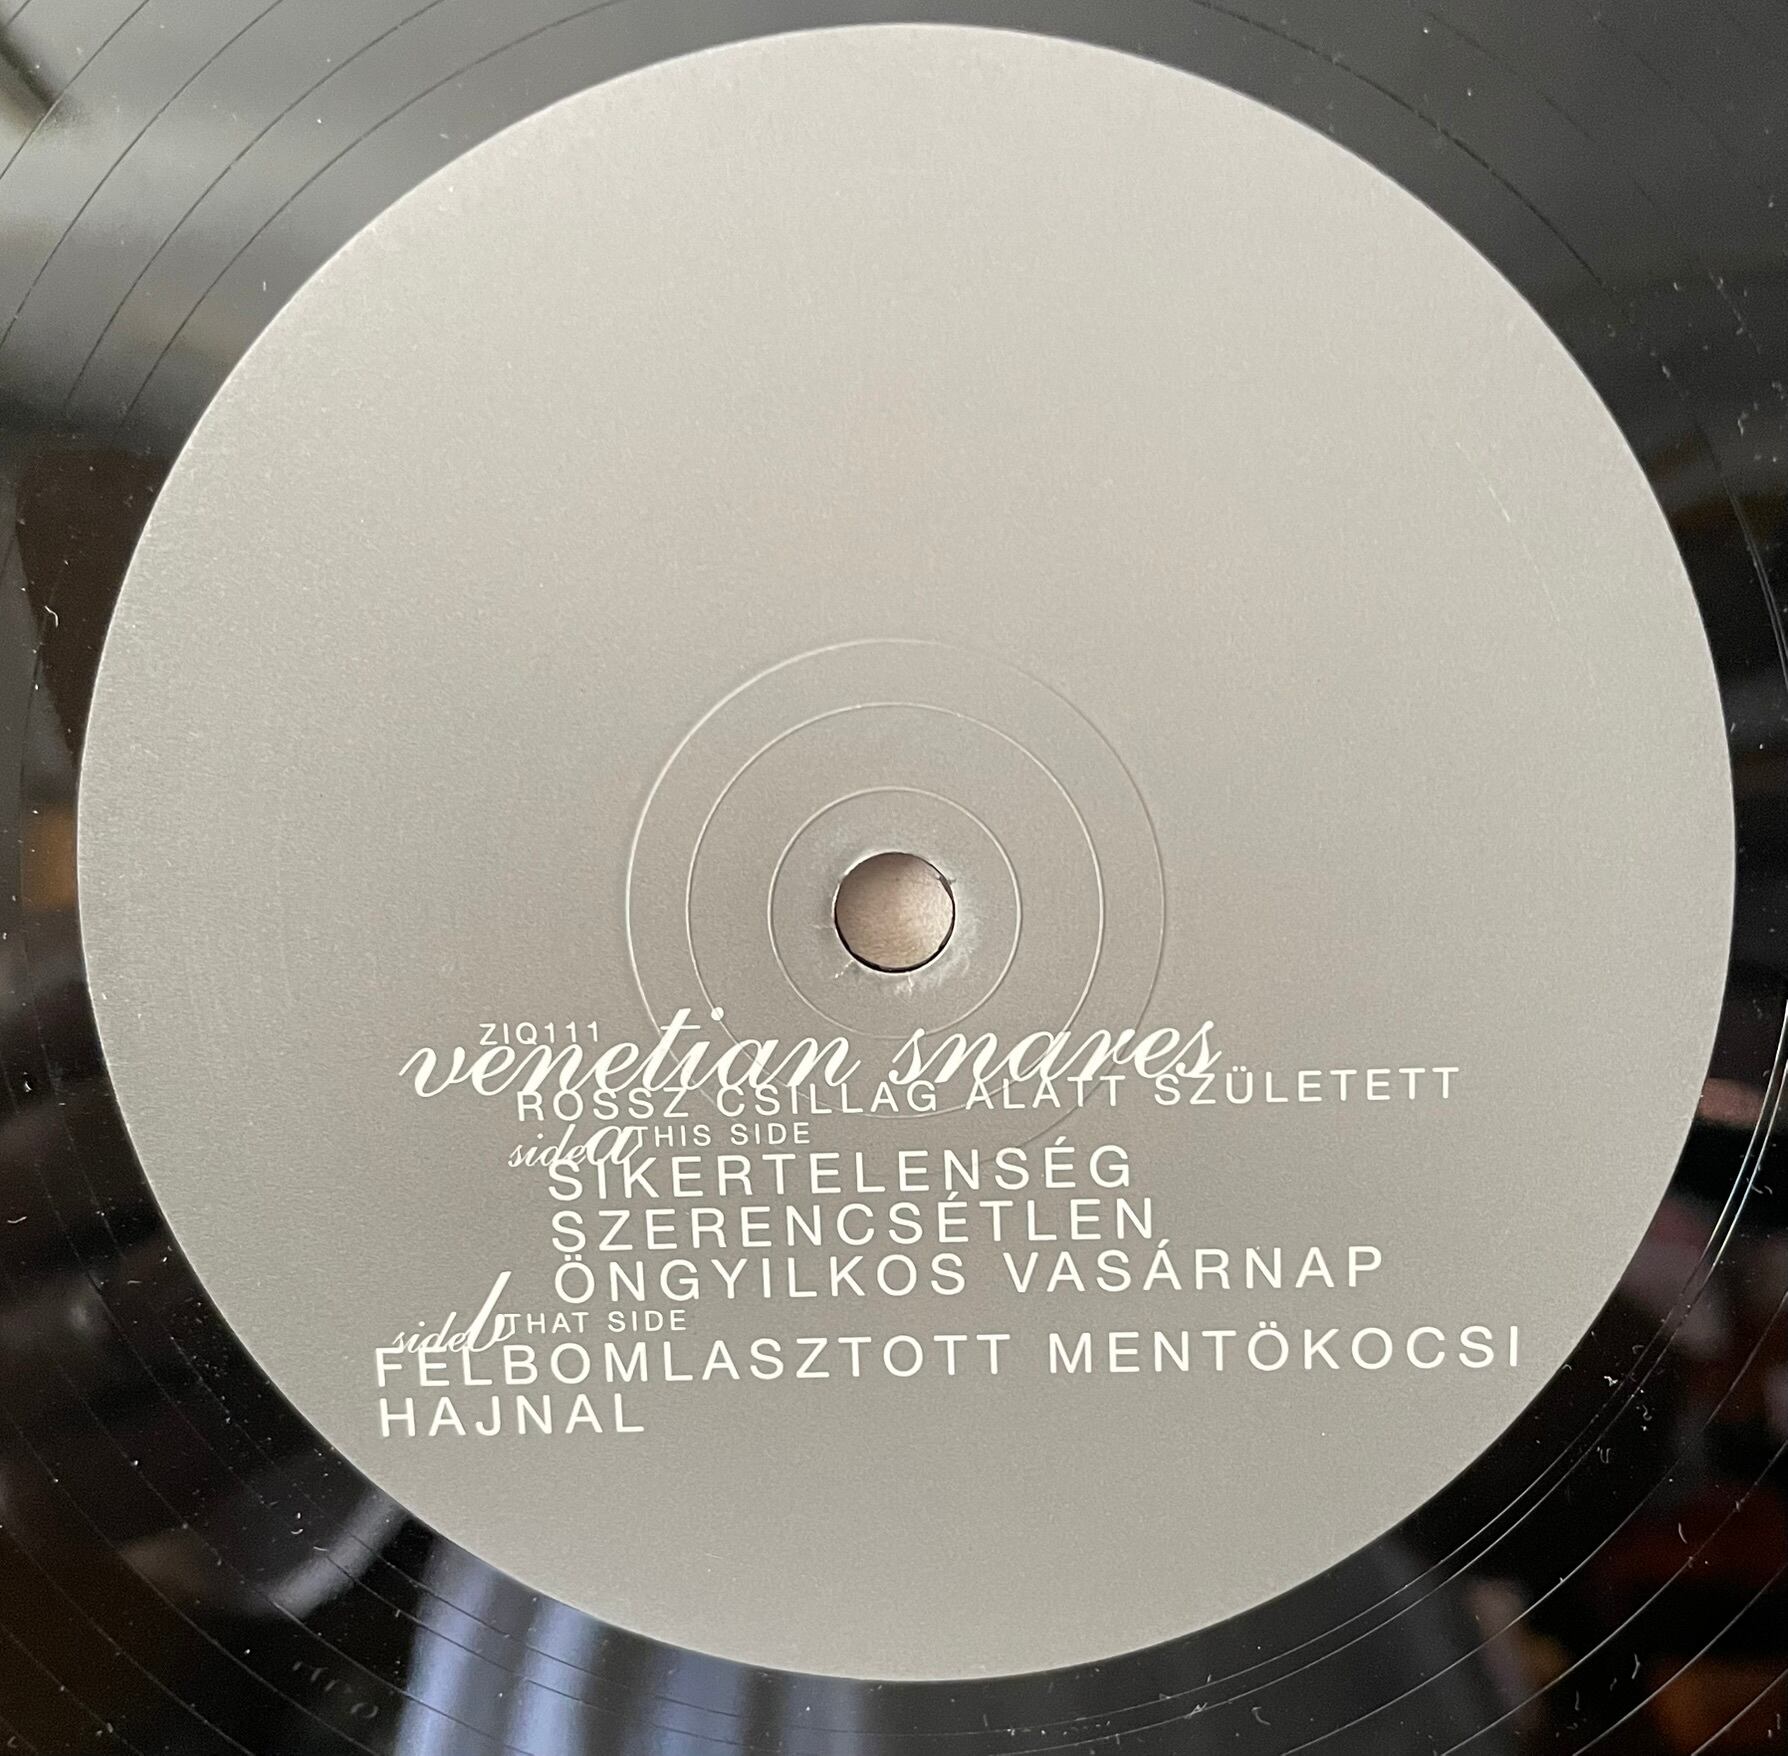 ZIQ111
venetian snares
ROSSZ CSILLAG ALATT SZÜLETETT
side a THIS SIDE
SIKERTELENSÉG
SZERENCSÉTLEN
ÖNGYILKOS VASÁRNAP
side b THAT SIDE
FELBOMLASZTOTT MENTÖKOCSI
HAJNAL